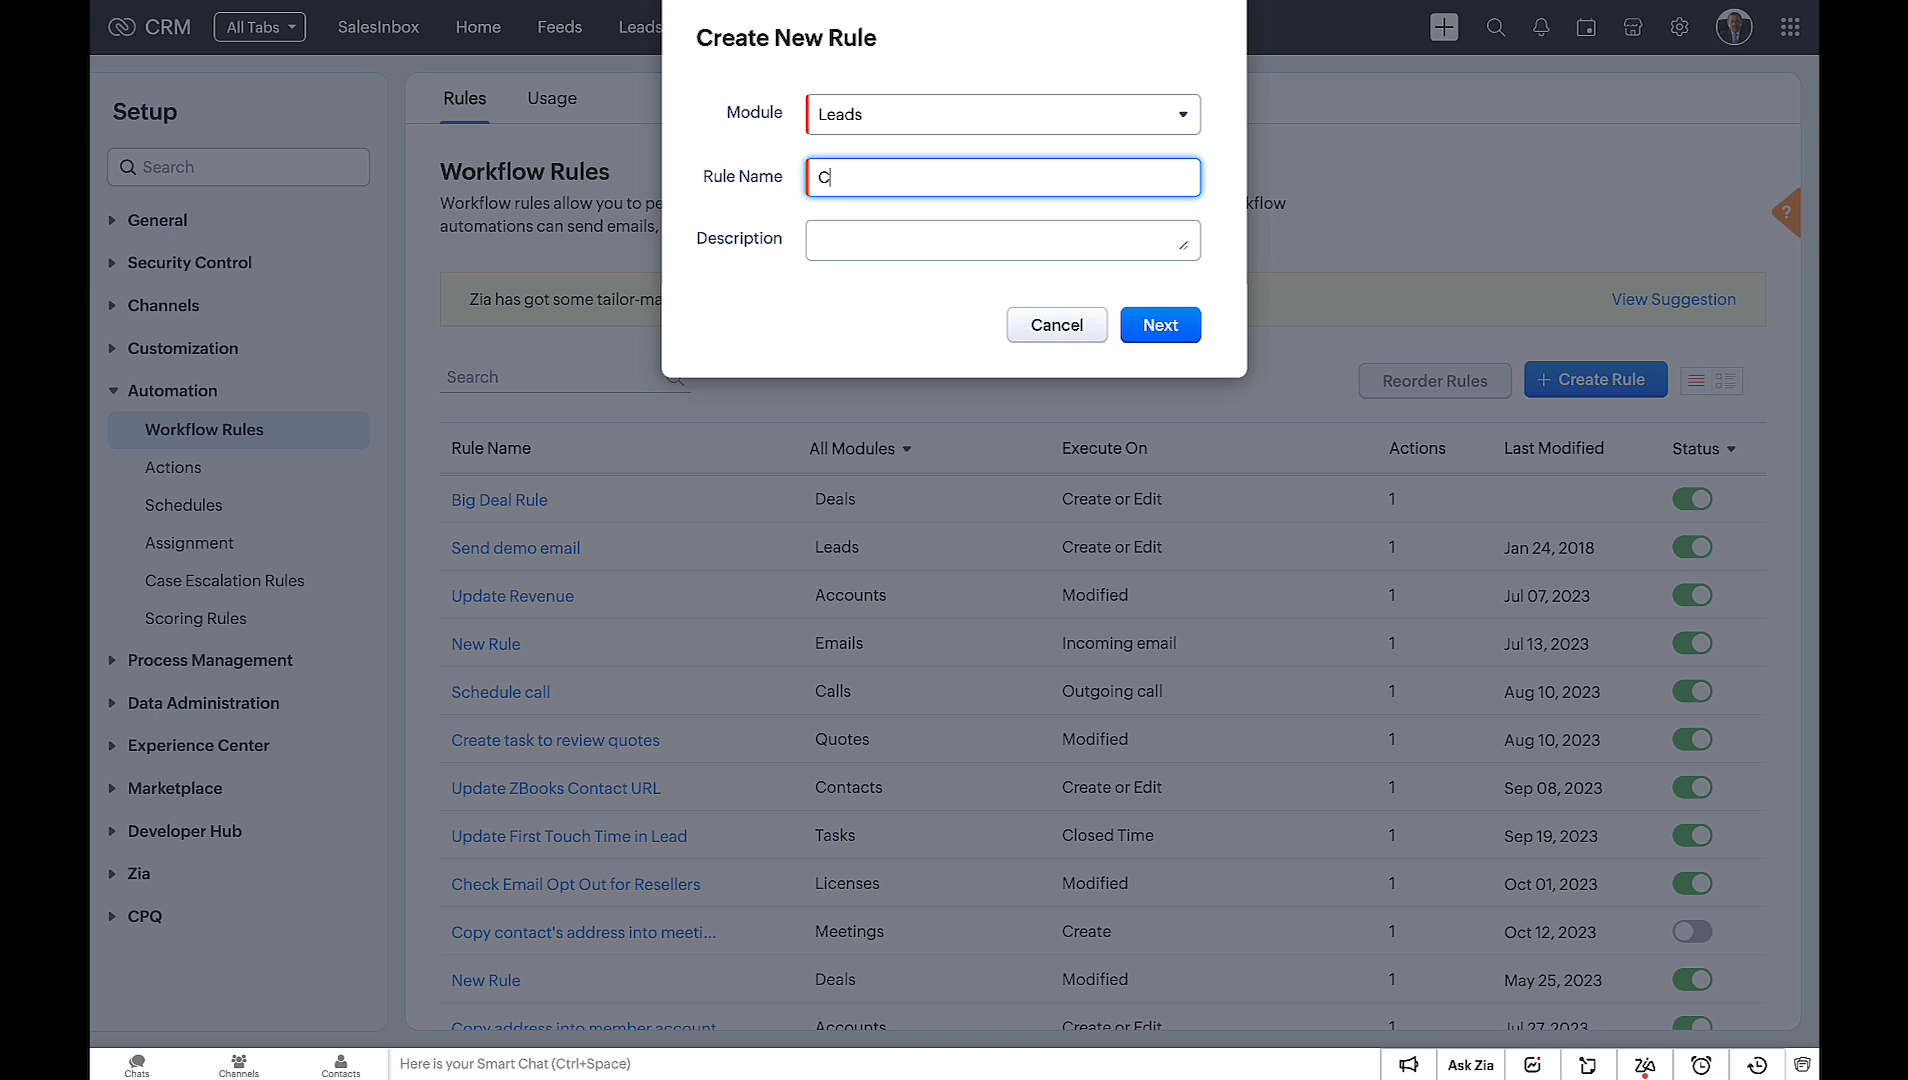 CRM
All Tabs
SalesInbox
Home
Feeds
Leads
Create New Rule
Module
Leads
Rule Name
C
Description
Cancel
Next
Setup
Search
General
Security Control
Channels
Customization
Automation
Workflow Rules
Actions
Schedules
Assignment
Case Escalation Rules
Scoring Rules
Process Management
Data Administration
Experience Center
Marketplace
Developer Hub
Zia
CPQ
Rules
Usage
Workflow Rules
Workflow rules allow you to pe
kflow
automations can send emails,
Zia has got some tailor-ma
View Suggestion
?
Search
Reorder Rules
+ Create Rule
Rule Name All Modules Execute On Actions Last Modified Status
Big Deal Rule Deals Create or Edit 1
Send demo email Leads Create or Edit 1 Jan 24, 2018
Update Revenue Accounts Modified 1 Jul 07, 2023
New Rule Emails Incoming email 1 Jul 13, 2023
Schedule call Calls Outgoing call 1 Aug 10, 2023
Create task to review quotes Quotes Modified 1 Aug 10, 2023
Update ZBooks Contact URL Contacts Create or Edit 1 Sep 08, 2023
Update First Touch Time in Lead Tasks Closed Time 1 Sep 19, 2023
Check Email Opt Out for Resellers Licenses Modified 1 Oct 01, 2023
Copy contact's address into meeti... Meetings Create 1 Oct 12, 2023
New Rule Deals Modified 1 May 25, 2023
Copy address into member account Accounts Create or Edit 1 Jul 27, 2023
Chats
Channels
Contacts
Here is your Smart Chat (Ctrl+Space)
Ask Zia